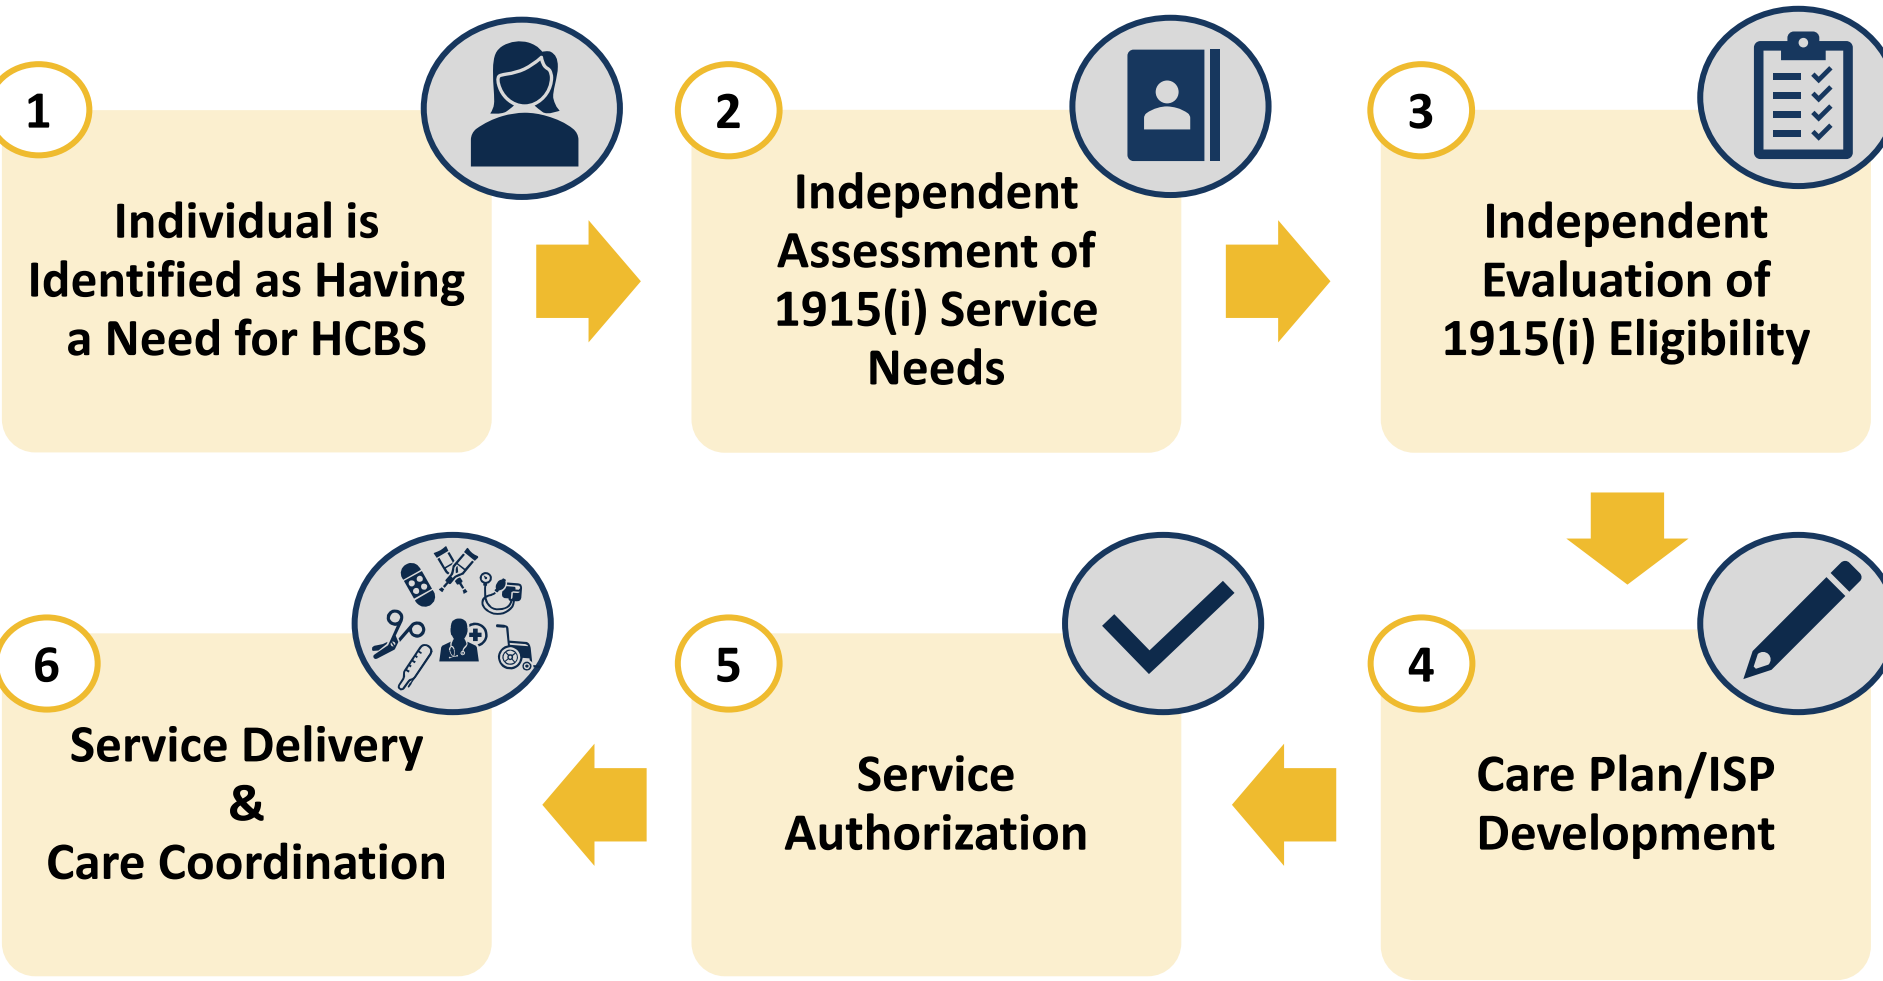 1
Individual is
Identified as Having
a Need for HCBS
2
Independent
Assessment of
1915(i) Service
Needs
3
Independent
Evaluation of
1915(i) Eligibility
4
Care Plan/ISP
Development
5
Service
Authorization
6
Service Delivery
&
Care Coordination